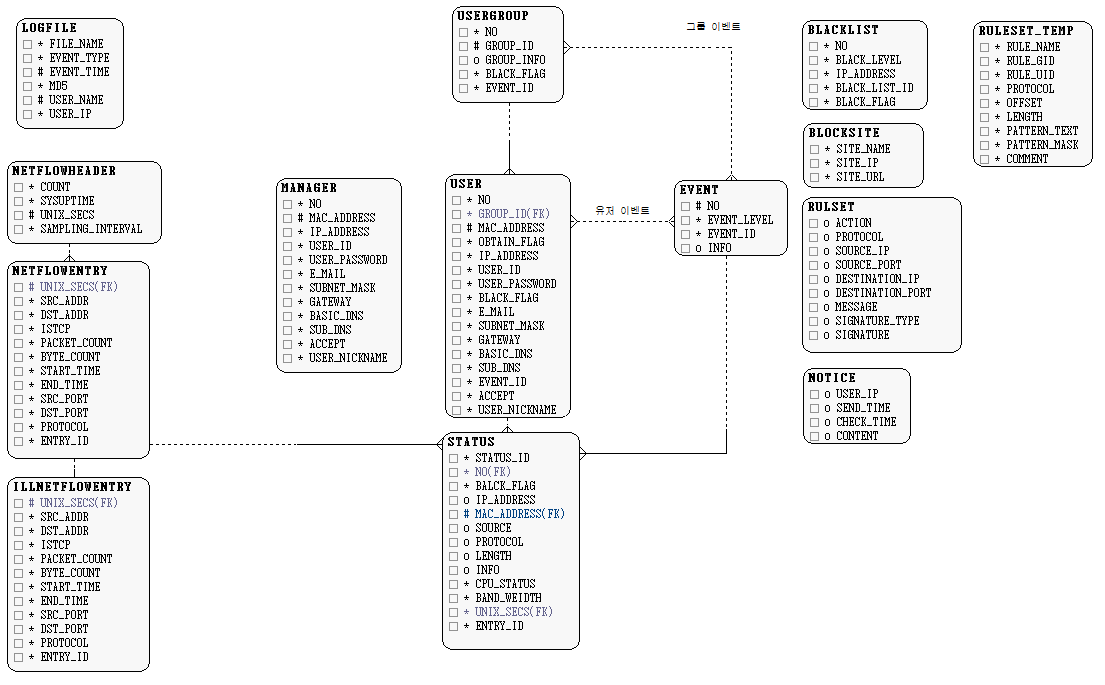 LOGFILE
* FILE_NAME
* EVENT_TYPE
# EVENT_TIME
* MD5
# USER_NAME
* USER_IP
NETFLOWHEADER
* COUNT
* SYSUPTIME
# UNIX_SECS
* SAMPLING_INTERVAL
NETFLOWENTRY
# UNIX_SECS(FK)
* SRC_ADDR
* DST_ADDR
* ISTCP
* PACKET_COUNT
* BYTE_COUNT
* START_TIME
* END_TIME
* SRC_PORT
* DST_PORT
* PROTOCOL
* ENTRY_ID
ILLNETFLOWENTRY
# UNIX_SECS(FK)
* SRC_ADDR
* DST_ADDR
* ISTCP
* PACKET_COUNT
* BYTE_COUNT
* START_TIME
* END_TIME
* SRC_PORT
* DST_PORT
* PROTOCOL
* ENTRY_ID
MANAGER
* NO
# MAC_ADDRESS
* IP_ADDRESS
* USER_ID
* USER_PASSWORD
* E_MAIL
* SUBNET_MASK
* GATEWAY
* BASIC_DNS
* SUB_DNS
* ACCEPT
* USER_NICKNAME
USERGROUP
* NO
# GROUP_ID
o GROUP_INFO
* BLACK_FLAG
* EVENT_ID
그룹 이벤트
USER
* NO
* GROUP_ID(FK)
# MAC_ADDRESS
* OBTAIN_FLAG
* IP_ADDRESS
* USER_ID
* USER_PASSWORD
* BLACK_FLAG
* E_MAIL
* SUBNET_MASK
* GATEWAY
* BASIC_DNS
* SUB_DNS
* EVENT_ID
* ACCEPT
* USER_NICKNAME
유저 이벤트
EVENT
# NO
* EVENT_LEVEL
* EVENT_ID
o INFO
STATUS
* STATUS_ID
* NO(FK)
* BALCK_FLAG
o IP_ADDRESS
# MAC_ADDRESS(FK)
o SOURCE
o PROTOCOL
o LENGTH
o INFO
* CPU_STATUS
* BAND_WEIDTH
* UNIX_SECS(FK)
* ENTRY_ID
BLACKLIST
* NO
* BLACK_LEVEL
* IP_ADDRESS
* BLACK_LIST_ID
* BLACK_FLAG
BLOCKSITE
* SITE_NAME
* SITE_IP
* SITE_URL
RULSET
o ACTION
o PROTOCOL
o SOURCE_IP
o SOURCE_PORT
o DESTINATION_IP
o DESTINATION_PORT
o MESSAGE
o SIGNATURE_TYPE
o SIGNATURE
NOTICE
o USER_IP
o SEND_TIME
o CHECK_TIME
o CONTENT
RULESET_TEMP
* RULE_NAME
* RULE_GID
* RULE_UID
* PROTOCOL
* OFFSET
* LENGTH
* PATTERN_TEXT
* PATTERN_MASK
* COMMENT